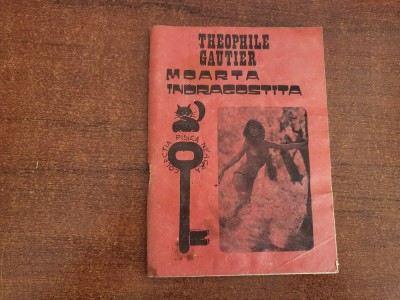 THEOPHILE
GAUTIER
MOARTA
INDRAGOSTITA
COLECTIA PISICA NEAGRA